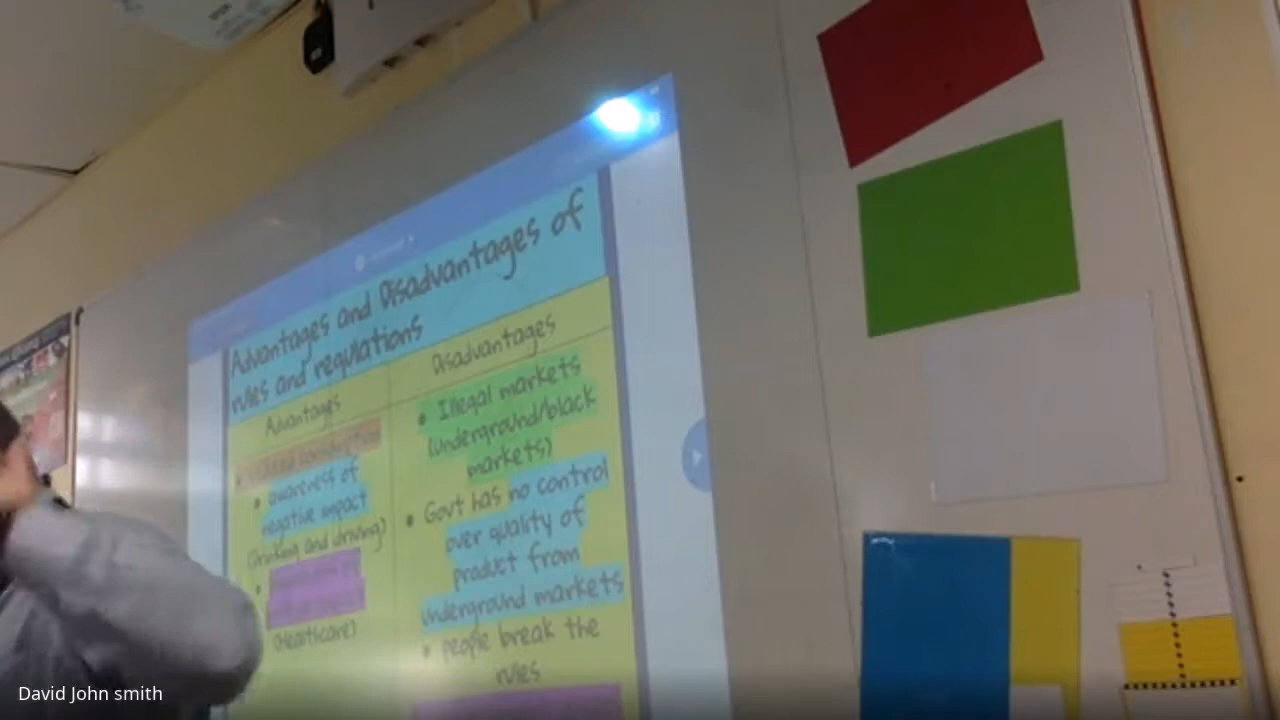 Advantages and Disadvantages of
rules and regulations
Advantages
• awareness of
negative impact
(drinking and driving)
•
(Healthcare)
Disadvantages
• Illegal markets
(underground/black
markets)
• Govt has no control
over quality of
product from
underground markets
• people break the
rules
David John smith